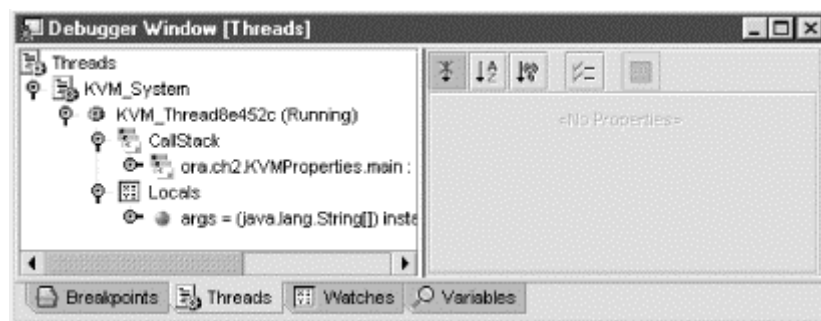 Debugger Window [Threads]
Threads
KVM_System
KVM_Thread8e452c (Running)
CallStack
ora.ch2.KVMProperties.main :
Locals
args = (java.lang.String[]) inste
<No Properties>
Breakpoints Threads Watches Variables